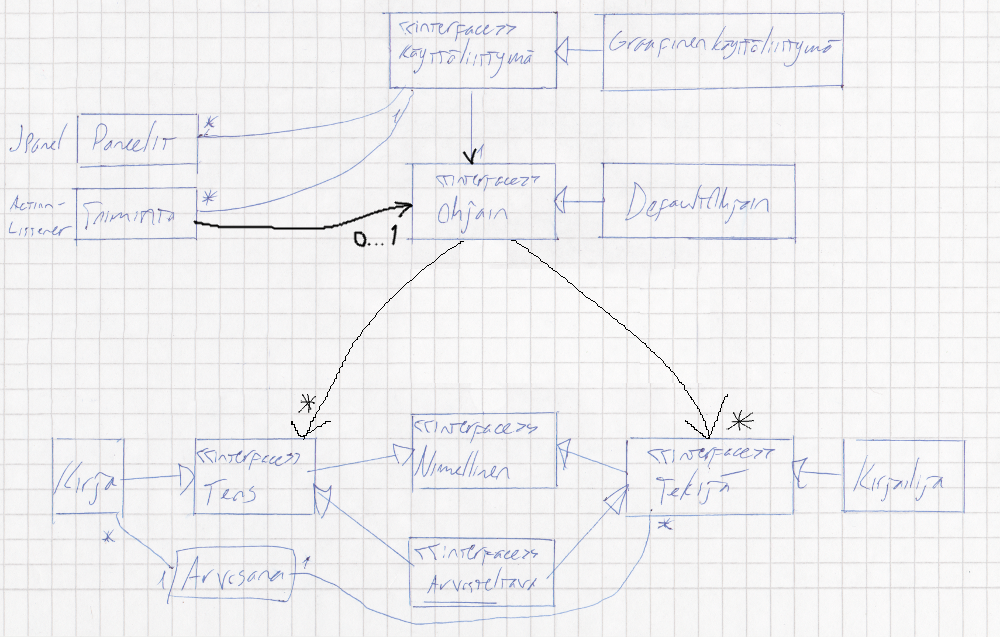 <<interface>>
Käyttöliittymä
Graafinen käyttöliittymä
1
JPanel
Paneelit
*
Action-
Listener
Toiminta
*
1
<<interface>>
Ohjain
DefaultOhjain
0...1
*
*
Kirja
<<interface>>
Teos
<<interface>>
Nimellinen
<<interface>>
Tekijä
Kirjailija
*
*
1
Arvosana
1
<<interface>>
Arvosteltava